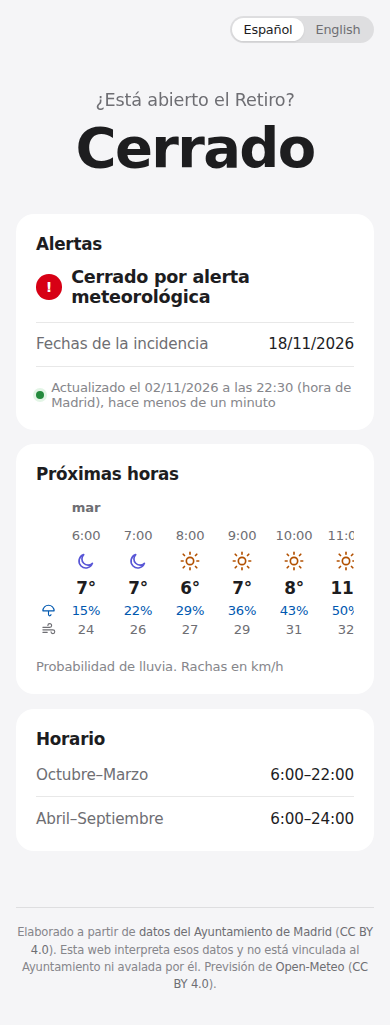 Español English
¿Está abierto el Retiro?
Cerrado
Alertas
! Cerrado por alerta
meteorológica
Fechas de la incidencia 18/11/2026
Actualizado el 02/11/2026 a las 22:30 (hora de
Madrid), hace menos de un minuto
Próximas horas
mar
6:00 7:00 8:00 9:00 10:00 11:0
7° 7° 6° 7° 8° 11
15% 22% 29% 36% 43% 50%
24 26 27 29 31 32
Probabilidad de lluvia. Rachas en km/h
Horario
Octubre–Marzo 6:00–22:00
Abril–Septiembre 6:00–24:00
Elaborado a partir de datos del Ayuntamiento de Madrid (CC BY
4.0). Esta web interpreta esos datos y no está vinculada al
Ayuntamiento ni avalada por él. Previsión de Open-Meteo (CC
BY 4.0).